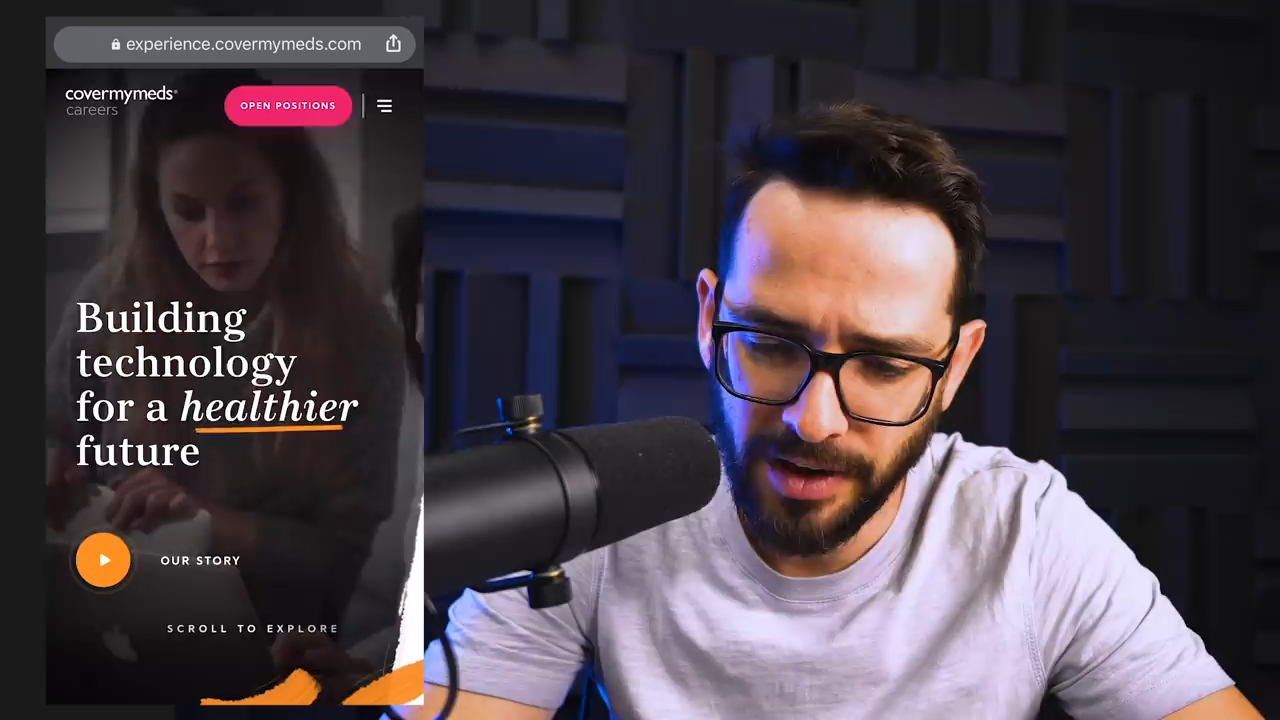 experience.covermymeds.com
covermymeds®
careers
OPEN POSITIONS
Building
technology
for a healthier
future
OUR STORY
SCROLL TO EXPLORE